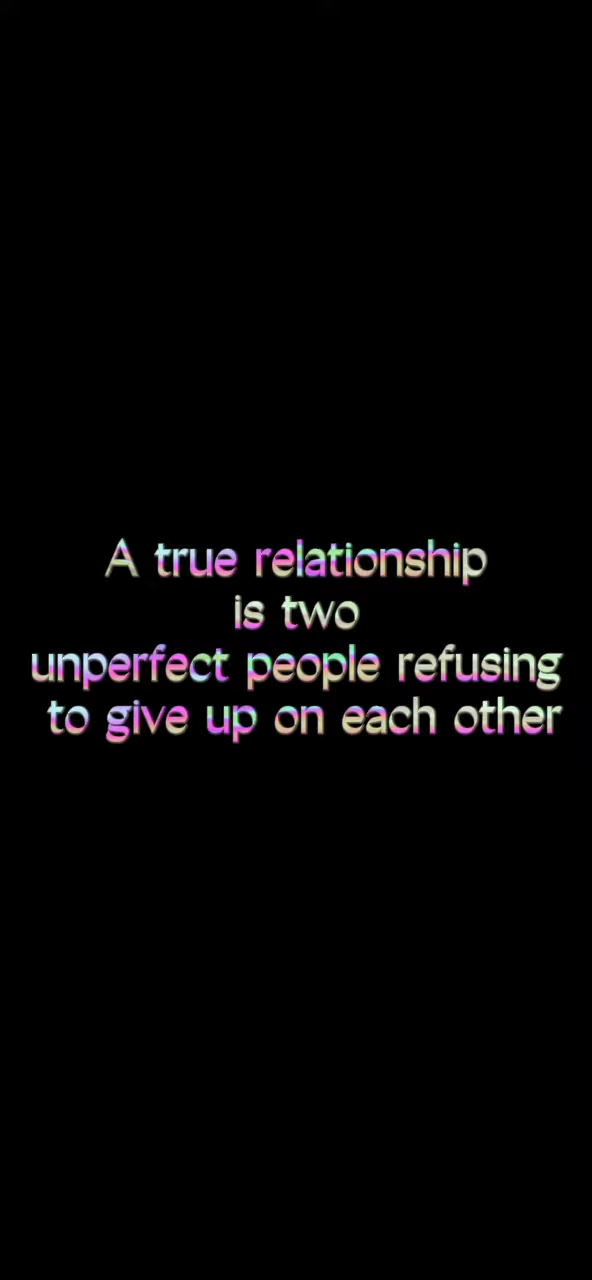 A true relationship
is two
unperfect people refusing
to give up on each other